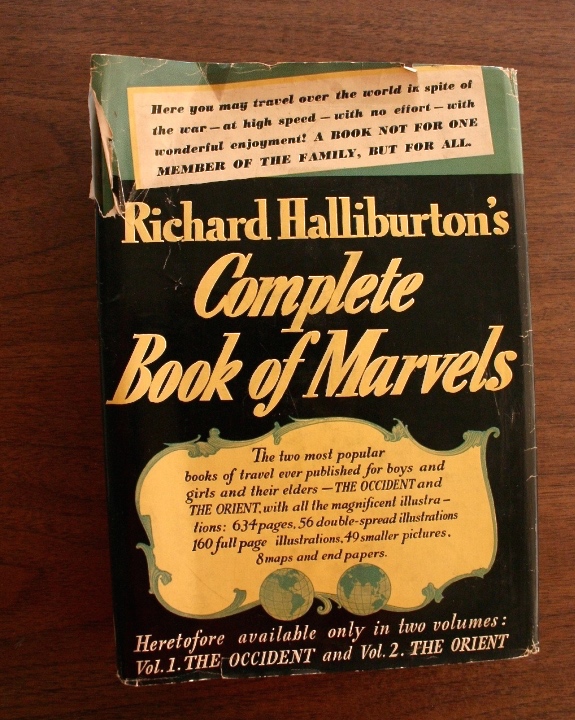 Here you may travel over the world in spite of
the war—at high speed—with no effort—with
wonderful enjoyment! A BOOK NOT FOR ONE
MEMBER OF THE FAMILY, BUT FOR ALL.
Richard Halliburton's
Complete
Book of Marvels
The two most popular
books of travel ever published for boys and
girls and their elders—THE OCCIDENT and
THE ORIENT, with all the magnificent illustra-
tions: 634 pages, 56 double-spread illustrations
160 full page illustrations, 49 smaller pictures,
8 maps and end papers.
Heretofore available only in two volumes:
Vol. 1. THE OCCIDENT and Vol. 2. THE ORIENT